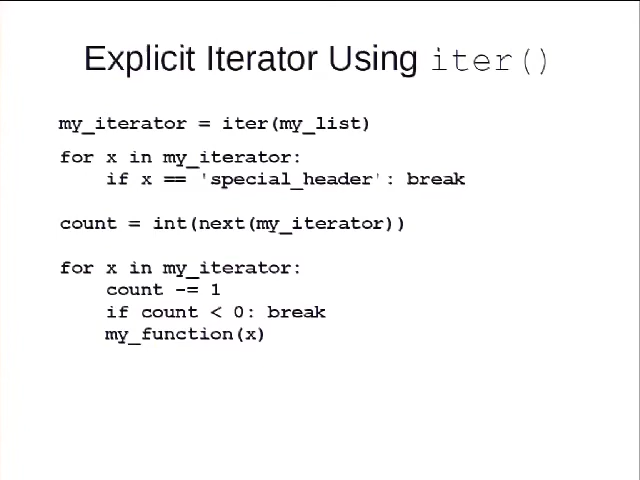 Explicit Iterator Using iter()
my_iterator = iter(my_list)
for x in my_iterator:
    if x == 'special_header': break
count = int(next(my_iterator))
for x in my_iterator:
    count -= 1
    if count < 0: break
    my_function(x)